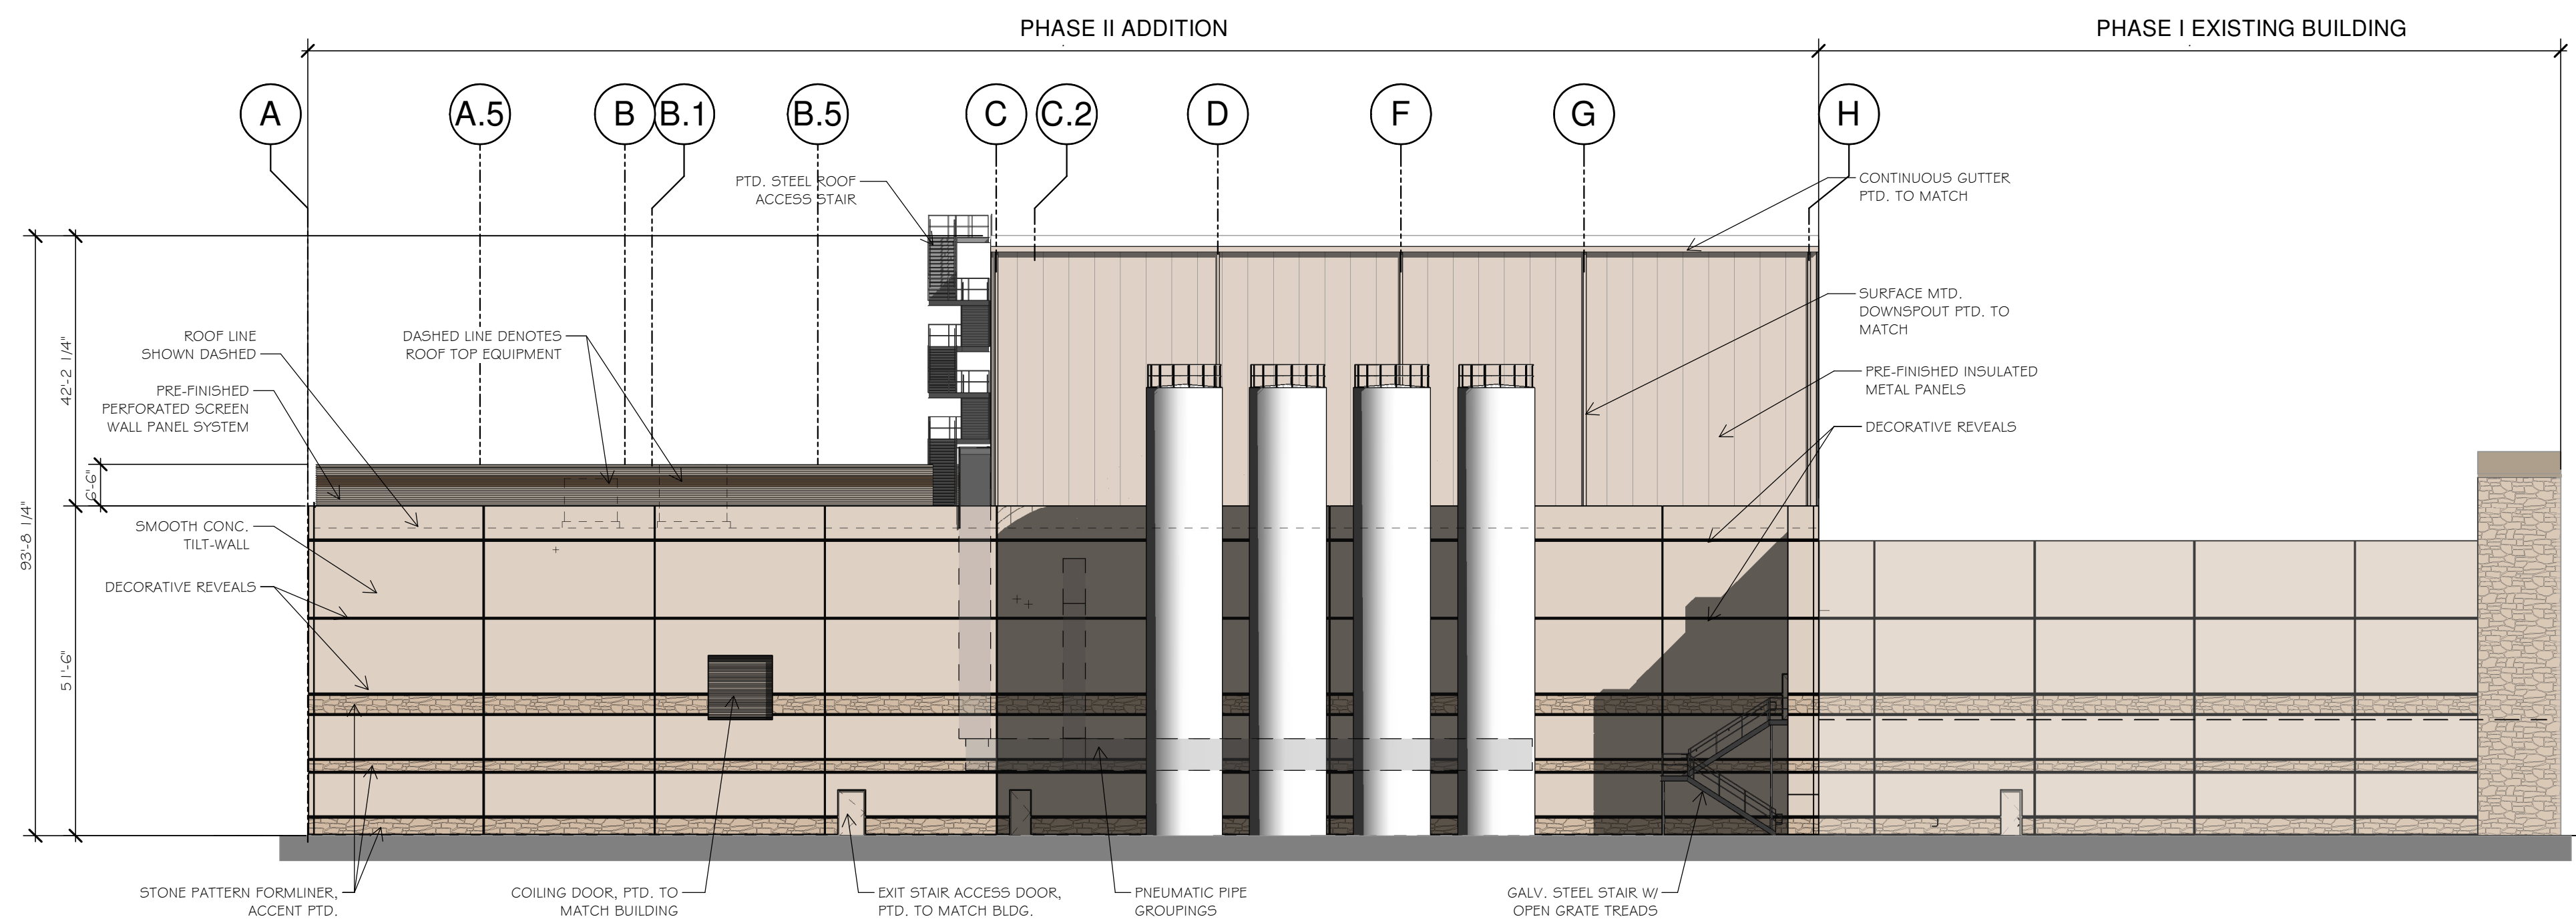 PHASE II ADDITION
PHASE I EXISTING BUILDING
A
A.5
B
B.1
B.5
C
C.2
D
F
G
H
PTD. STEEL ROOF
ACCESS STAIR
CONTINUOUS GUTTER
PTD. TO MATCH
SURFACE MTD.
DOWNSPOUT PTD. TO
MATCH
ROOF LINE
SHOWN DASHED
DASHED LINE DENOTES
ROOF TOP EQUIPMENT
PRE-FINISHED
PERFORATED SCREEN
WALL PANEL SYSTEM
PRE-FINISHED INSULATED
METAL PANELS
DECORATIVE REVEALS
42'-2 1/4"
6'-6"
93'-8 1/4"
51'-6"
SMOOTH CONC.
TILT-WALL
DECORATIVE REVEALS
STONE PATTERN FORMLINER,
ACCENT PTD.
COILING DOOR, PTD. TO
MATCH BUILDING
EXIT STAIR ACCESS DOOR,
PTD. TO MATCH BLDG.
PNEUMATIC PIPE
GROUPINGS
GALV. STEEL STAIR W/
OPEN GRATE TREADS